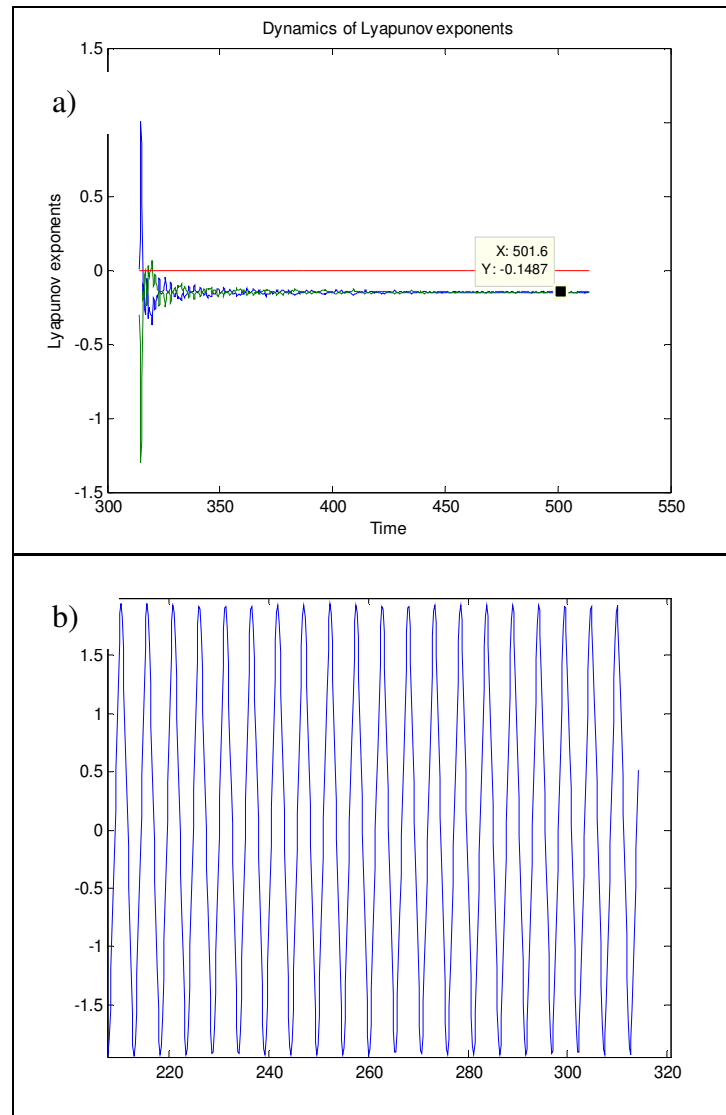 Dynamics of Lyapunov exponents
1.5
a)
0.5
0
-0.5
-1
-1.5
Lyapunov exponents
X: 501.6
Y: -0.1487
300 350 400 450 500 550
Time
b)
1.5
1
0.5
0
-0.5
-1
-1.5
220 240 260 280 300 320